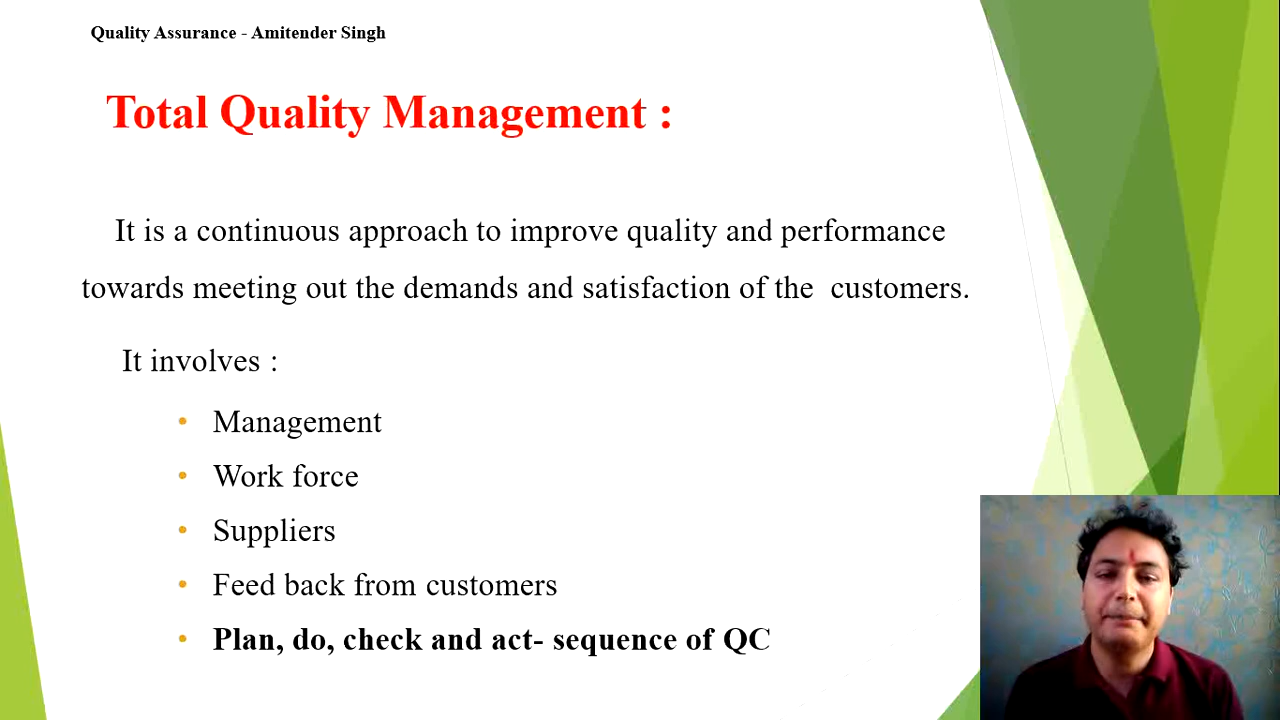 Quality Assurance - Amitender Singh
Total Quality Management :
It is a continuous approach to improve quality and performance
towards meeting out the demands and satisfaction of the customers.
It involves :
• Management
• Work force
• Suppliers
• Feed back from customers
• Plan, do, check and act- sequence of QC